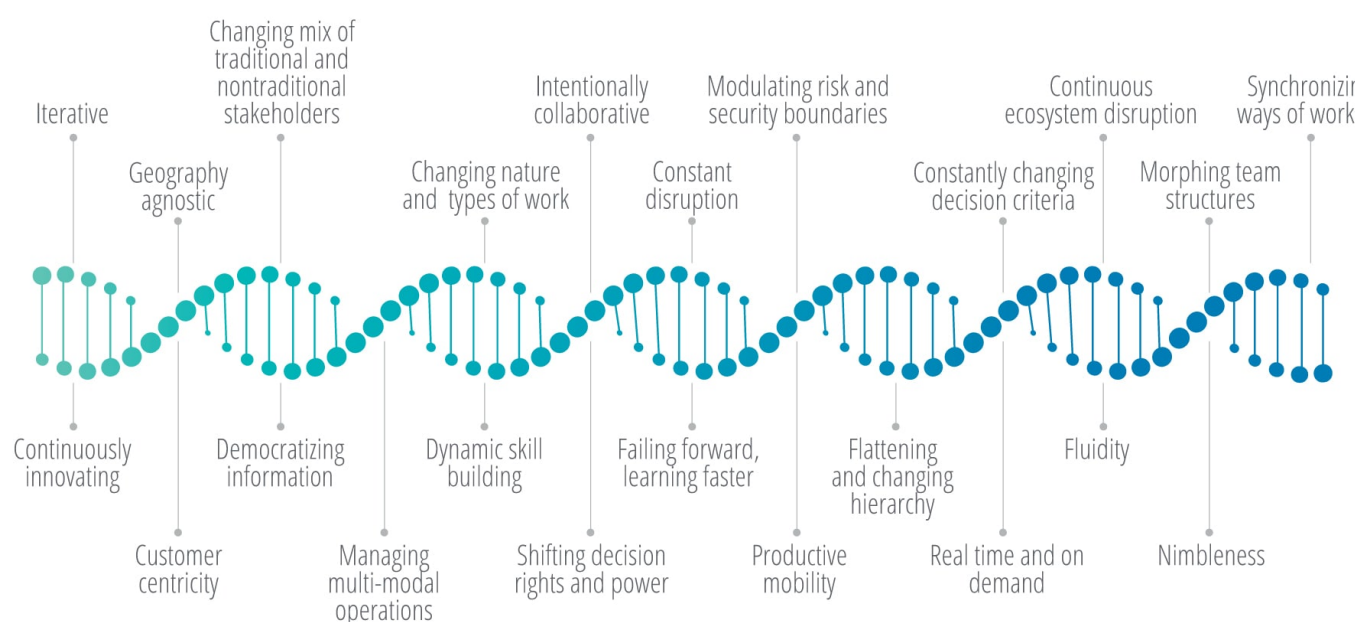 Changing mix of
traditional and
nontraditional
stakeholders
Iterative
Intentionally
collaborative
Modulating risk and
security boundaries
Continuous
ecosystem disruption
Synchronizin
ways of work
Geography
agnostic
Changing nature
and types of work
Constant
disruption
Constantly changing
decision criteria
Morphing team
structures
Continuously
innovating
Democratizing
information
Dynamic skill
building
Failing forward,
learning faster
Flattening
and changing
hierarchy
Fluidity
Customer
centricity
Managing
multi-modal
operations
Shifting decision
rights and power
Productive
mobility
Real time and on
demand
Nimbleness